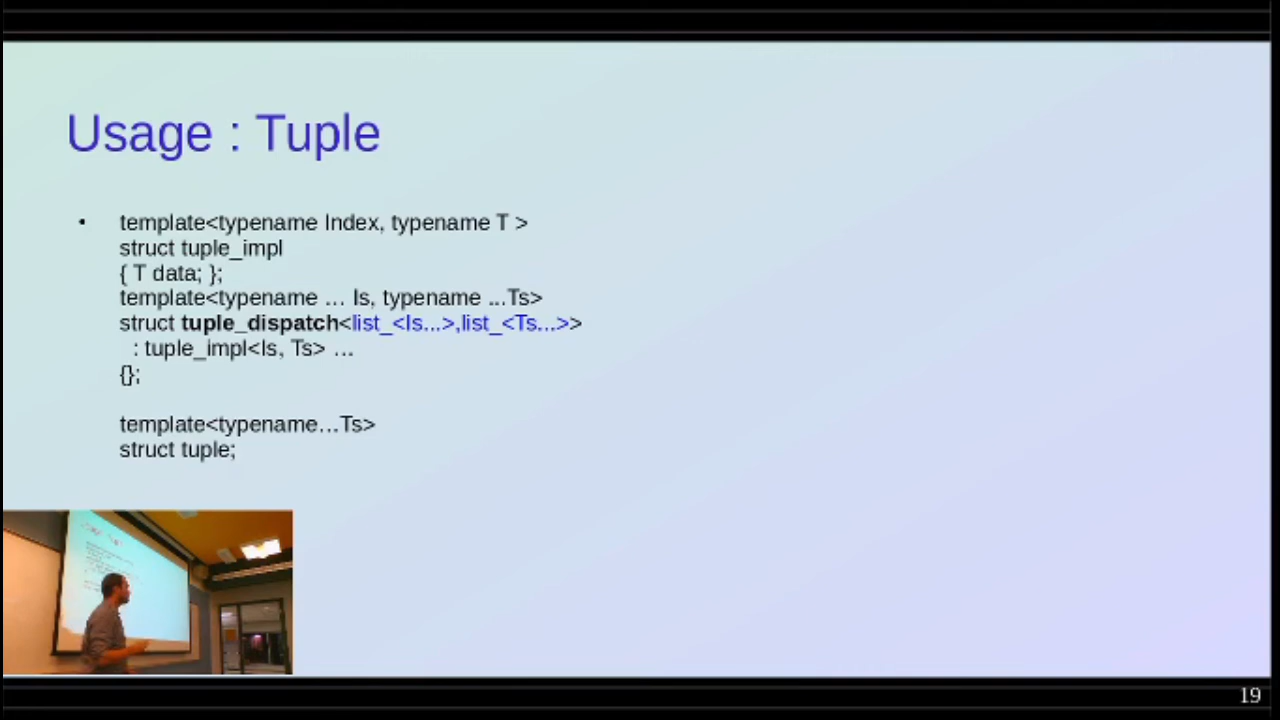 Usage : Tuple
• template<typename Index, typename T >
struct tuple_impl
{ T data; };
template<typename … Is, typename ...Ts>
struct tuple_dispatch<list_<Is...>,list_<Ts...>>
: tuple_impl<Is, Ts> …
{};
template<typename…Ts>
struct tuple;
19